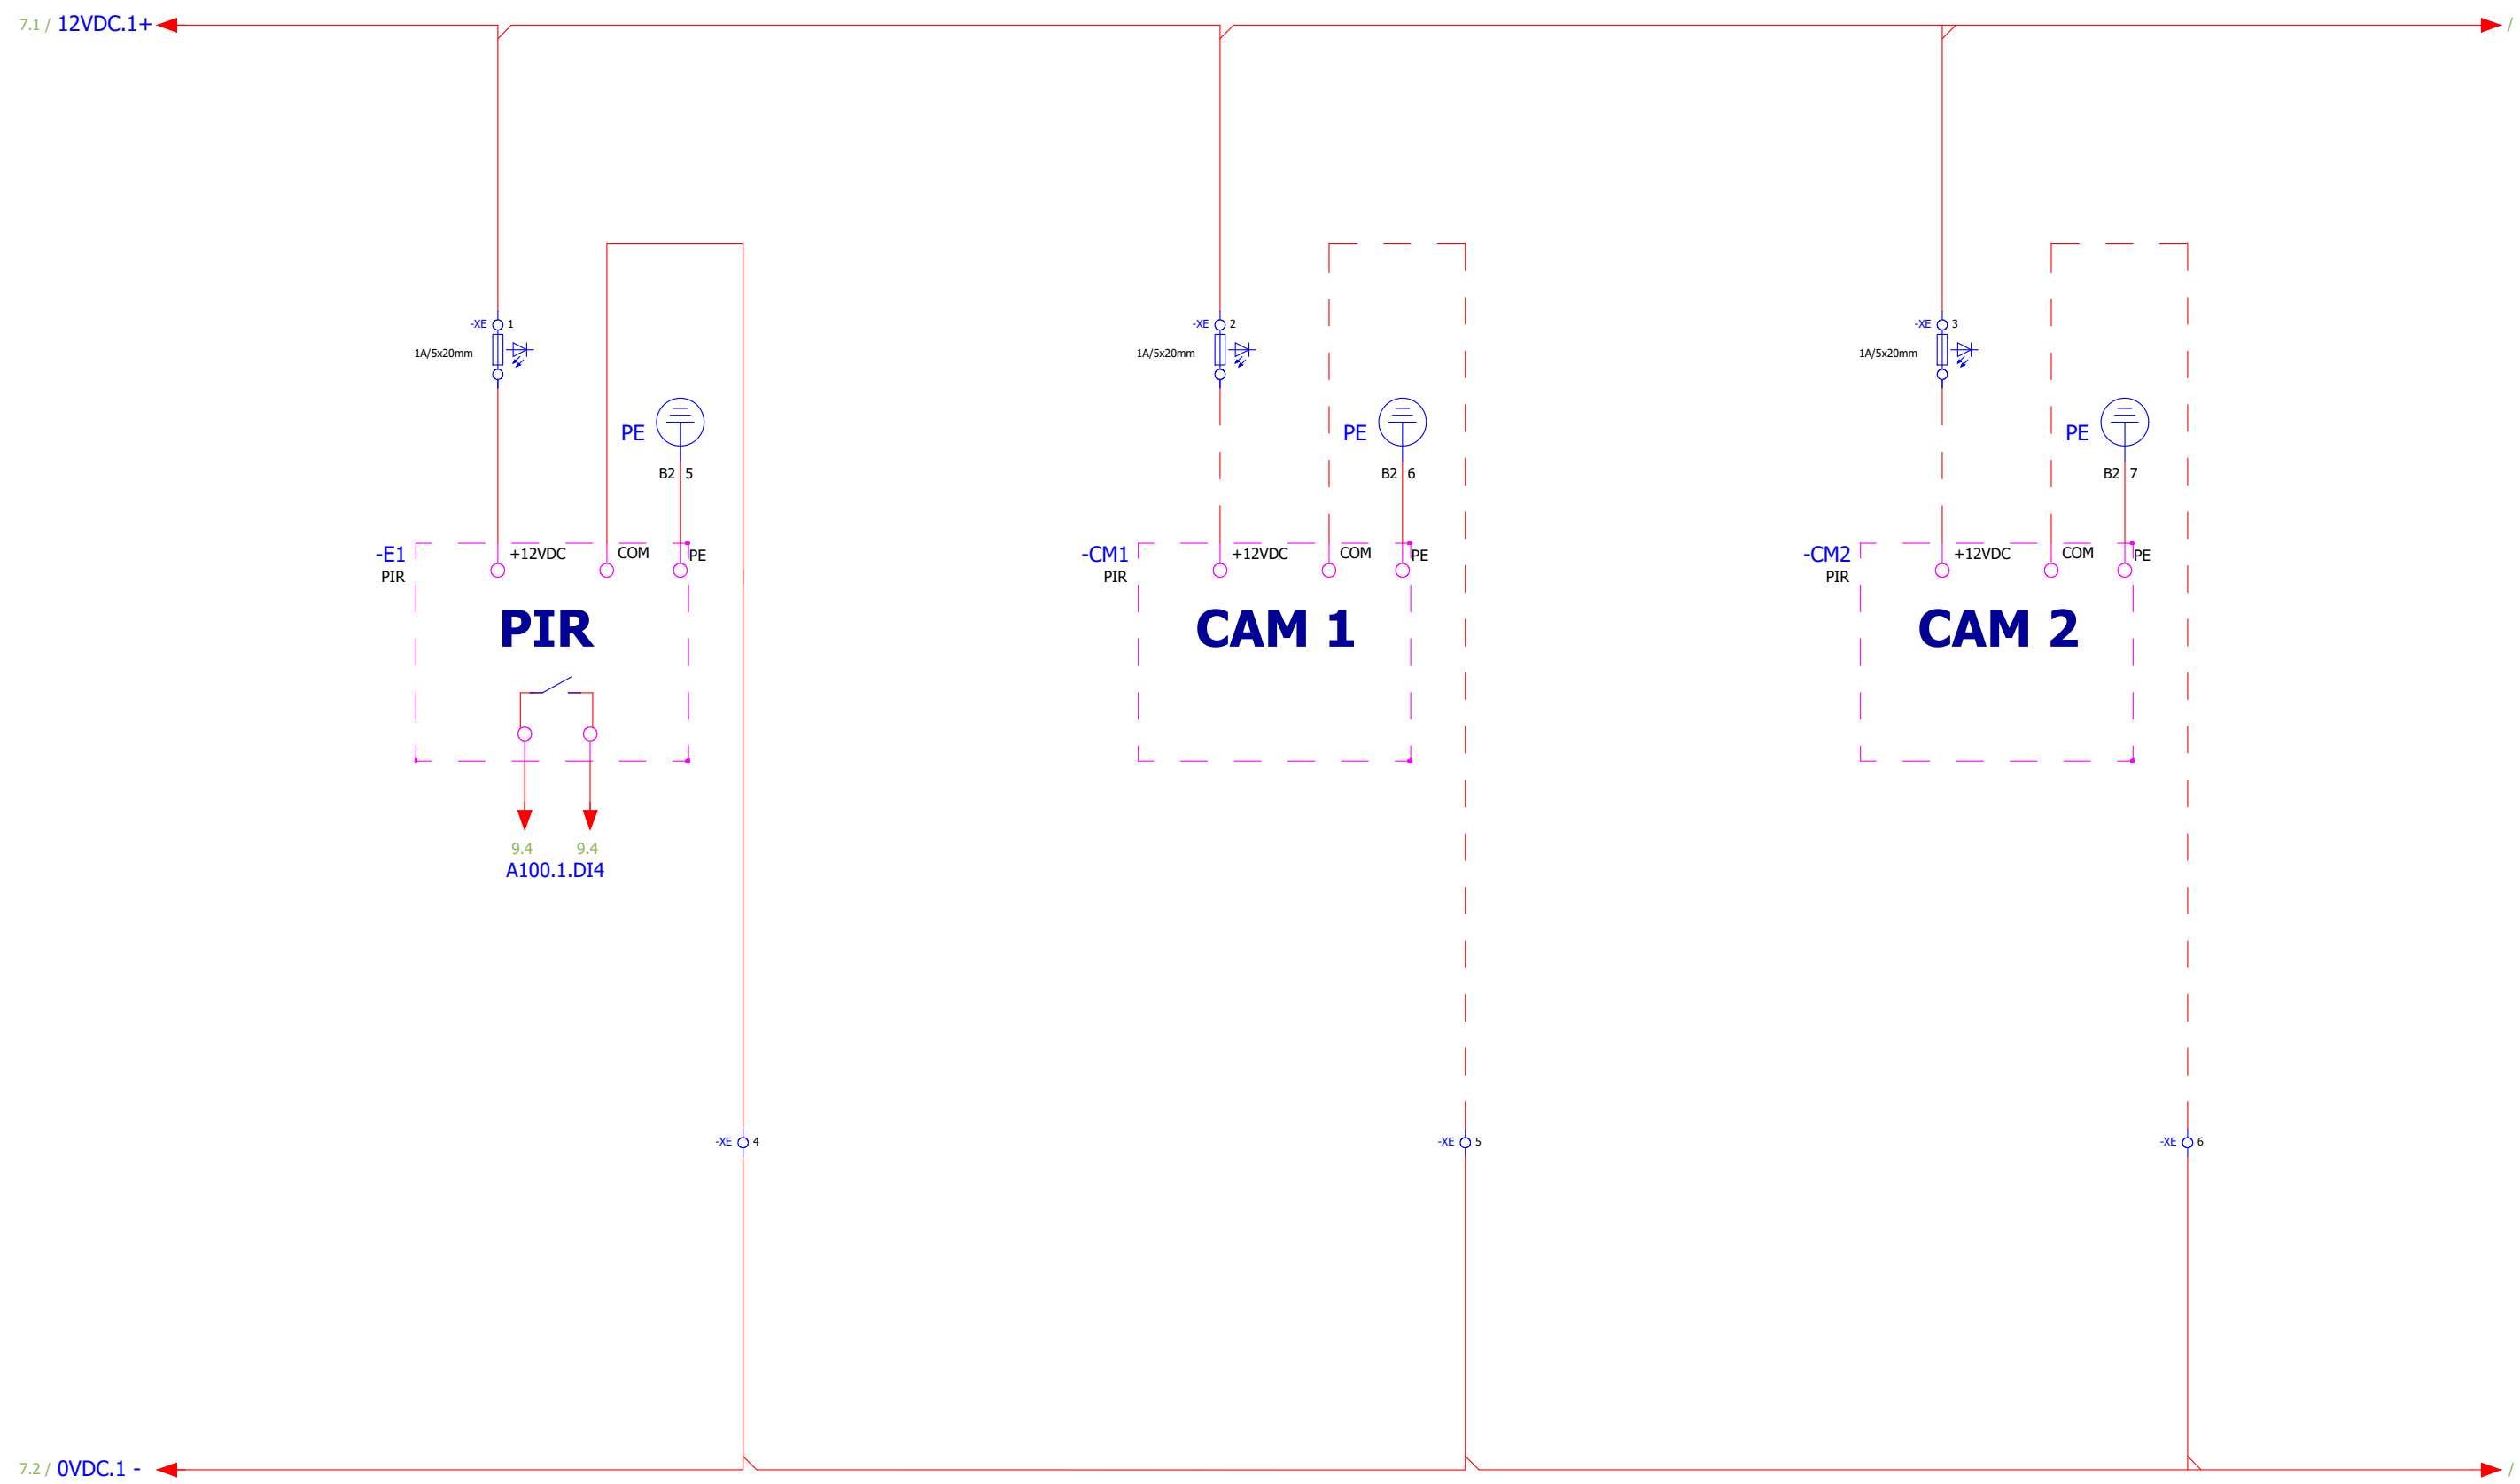 7.1 / 12VDC.1+ /
-XE 1 -XE 2 -XE 3
1A/5x20mm 1A/5x20mm 1A/5x20mm
PE PE PE
B2 5 B2 6 B2 7
-E1 +12VDC COM PE -CM1 +12VDC COM PE -CM2 +12VDC COM PE
PIR PIR PIR
PIR CAM 1 CAM 2
9.4 9.4
A100.1.DI4
-XE 4 -XE 5 -XE 6
7.2 / 0VDC.1 - /